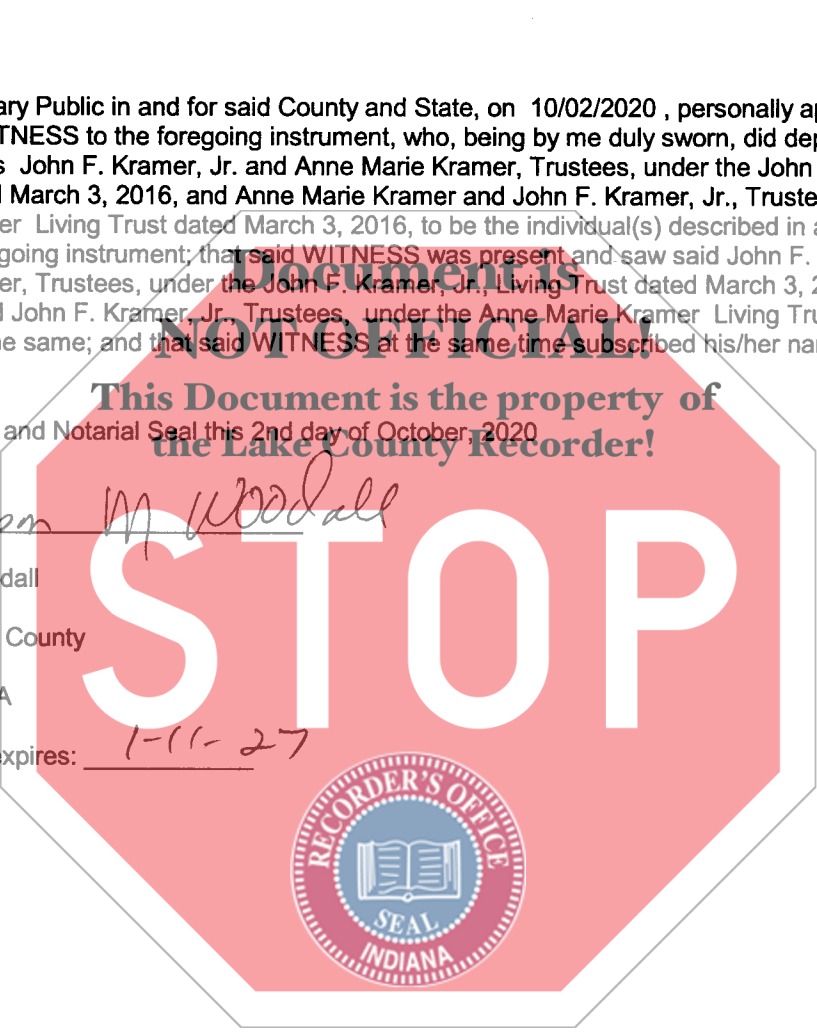 ary Public in and for said County and State, on 10/02/2020 , personally ap
TNESS to the foregoing instrument, who, being by me duly sworn, did dep
s John F. Kramer, Jr. and Anne Marie Kramer, Trustees, under the John
d March 3, 2016, and Anne Marie Kramer and John F. Kramer, Jr., Truste
er Living Trust dated March 3, 2016, to be the individual(s) described in a
going instrument; that said WITNESS was present and saw said John F.
Document is
er, Trustees, under the John F. Kramer, Jr., Living Trust dated March 3, 2
d John F. Kramer, Jr., Trustees, under the Anne Marie Kramer Living Tru
NOT OFFICIAL!
e same; and that said WITNESS at the same time subscribed his/her nam
This Document is the property of
and Notarial Seal this 2nd day of October, 2020
the Lake County Recorder!
on M Woodall
STOP
dall
County
A
xpires: 1-11-27
RECORDER'S OFFICE
SEAL
INDIANA